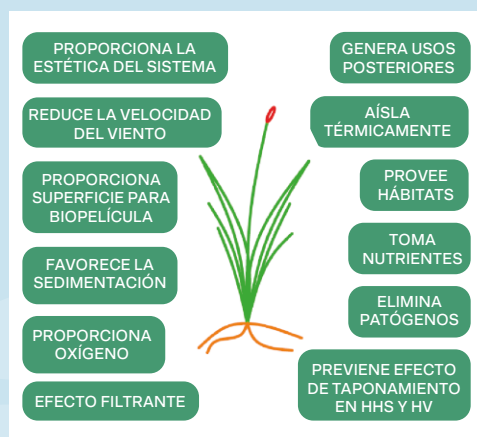 PROPORCIONA LA
ESTÉTICA DEL SISTEMA
REDUCE LA VELOCIDAD
DEL VIENTO
PROPORCIONA
SUPERFICIE PARA
BIOPELÍCULA
FAVORECE LA
SEDIMENTACIÓN
PROPORCIONA
OXÍGENO
EFECTO FILTRANTE
GENERA USOS
POSTERIORES
AÍSLA
TÉRMICAMENTE
PROVEE
HÁBITATS
TOMA
NUTRIENTES
ELIMINA
PATÓGENOS
PREVIENE EFECTO
DE TAPONAMIENTO
EN HHS Y HV